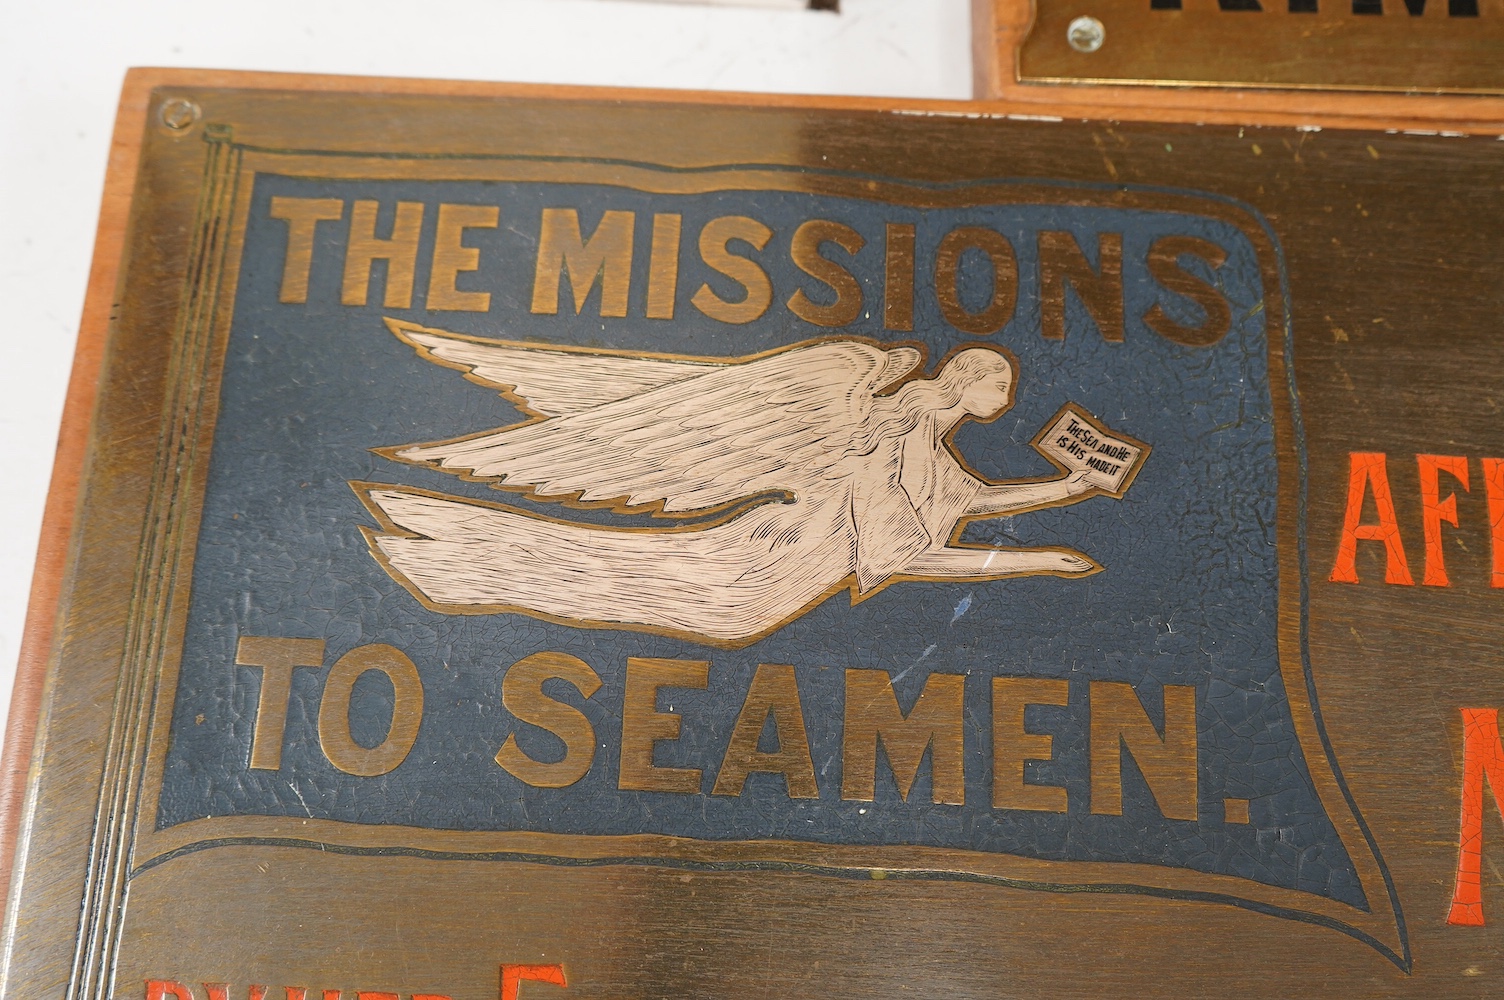 THE MISSIONS
THE SEA AND HE
IS HIS MADE IT
TO SEAMEN.